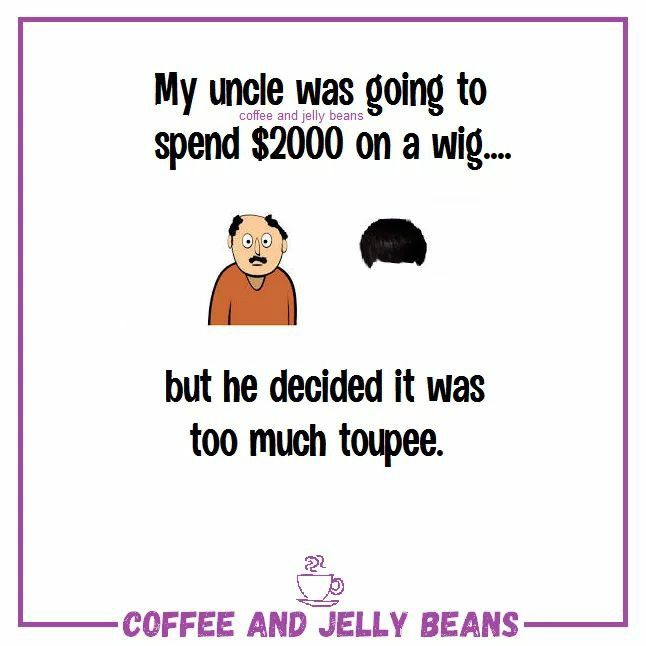 My uncle was going to
coffee and jelly beans
spend $2000 on a wig....
but he decided it was
too much toupee.
COFFEE AND JELLY BEANS